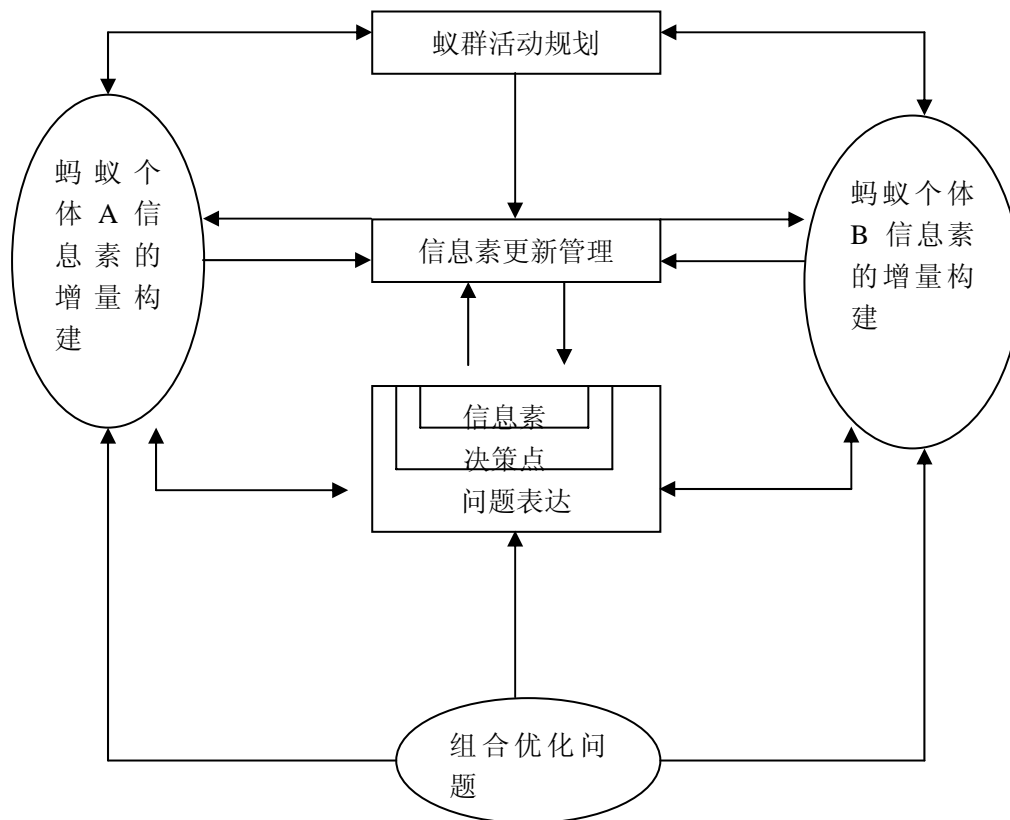 蚁群活动规划
蚂蚁个
体 A 信
息素的
增量构
建
蚂蚁个体
B 信息素
的增量构
建
信息素更新管理
信息素
决策点
问题表达
组合优化问
题